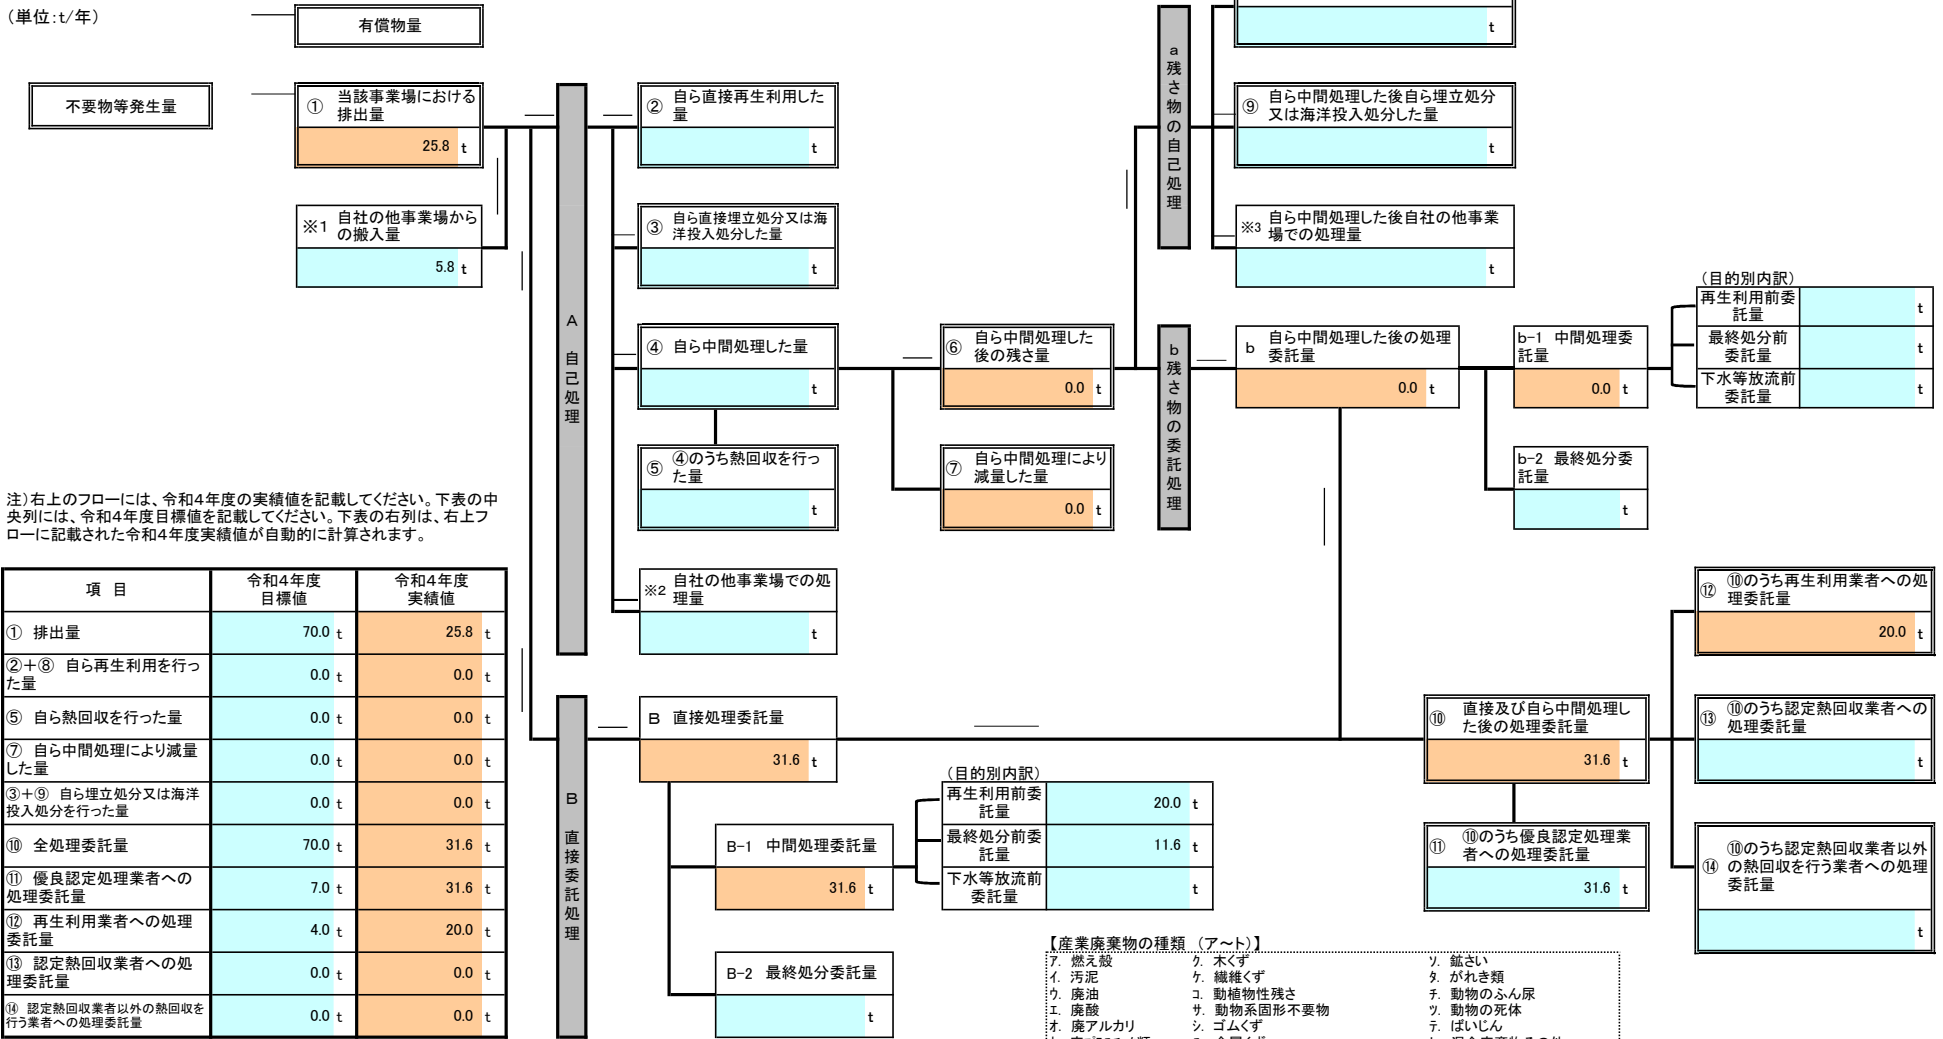 (単位:t/年)
有償物量
t
不要物等発生量
① 当該事業場における
排出量
25.8 t
※1 自社の他事業場から
の搬入量
5.8 t
A 自己処理
② 自ら直接再生利用した
量
t
③ 自ら直接埋立処分又は海
洋投入処分した量
t
④ 自ら中間処理した量
t
⑤ ④のうち熱回収を行っ
た量
t
※2 自社の他事業場での処
理量
t
⑥ 自ら中間処理した
後の残さ量
0.0 t
⑦ 自ら中間処理により
減量した量
0.0 t
a残さ物の自己処理
⑨ 自ら中間処理した後自ら埋立処分
又は海洋投入処分した量
t
※3 自ら中間処理した後自社の他事業
場での処理量
t
b残さ物の委託処理
b 自ら中間処理した後の処理
委託量
0.0 t
b-1 中間処理委
託量
0.0 t
b-2 最終処分委
託量
t
(目的別内訳)
再生利用前委
託量
t
最終処分前
委託量
t
下水等放流前
委託量
t
注)右上のフローには、令和4年度の実績値を記載してください。下表の中
央列には、令和4年度目標値を記載してください。下表の右列は、右上フ
ローに記載された令和4年度実績値が自動的に計算されます。
項 目
令和4年度
目標値
令和4年度
実績値
① 排出量 70.0 t 25.8 t
②+⑧ 自ら再生利用を行っ
た量
0.0 t 0.0 t
⑤ 自ら熱回収を行った量 0.0 t 0.0 t
⑦ 自ら中間処理により減量
した量
0.0 t 0.0 t
③+⑨ 自ら埋立処分又は海洋
投入処分を行った量
0.0 t 0.0 t
⑩ 全処理委託量 70.0 t 31.6 t
⑪ 優良認定処理業者への
処理委託量
7.0 t 31.6 t
⑫ 再生利用業者への処理
委託量
4.0 t 20.0 t
⑬ 認定熱回収業者への処
理委託量
0.0 t 0.0 t
⑭ 認定熱回収業者以外の熱回収を
行う業者への処理委託量
0.0 t 0.0 t
B 直接委託処理
B 直接処理委託量
31.6 t
B-1 中間処理委託量
31.6 t
B-2 最終処分委託量
t
(目的別内訳)
再生利用前委
託量
20.0 t
最終処分前委
託量
11.6 t
下水等放流前
委託量
t
⑩ 直接及び自ら中間処理し
た後の処理委託量
31.6 t
⑪ ⑩のうち優良認定処理業
者への処理委託量
31.6 t
⑫ ⑩のうち再生利用業者への処
理委託量
20.0 t
⑬ ⑩のうち認定熱回収業者への
処理委託量
t
⑭ ⑩のうち認定熱回収業者以外
の熱回収を行う業者への処理
委託量
t
【産業廃棄物の種類 (ア~ト)】
ア. 燃え殻 ク. 木くず ソ. 鉱さい
イ. 汚泥 ケ. 繊維くず タ. がれき類
ウ. 廃油 コ. 動植物性残さ チ. 動物のふん尿
エ. 廃酸 サ. 動物系固形不要物 ツ. 動物の死体
オ. 廃アルカリ シ. ゴムくず テ. ばいじん